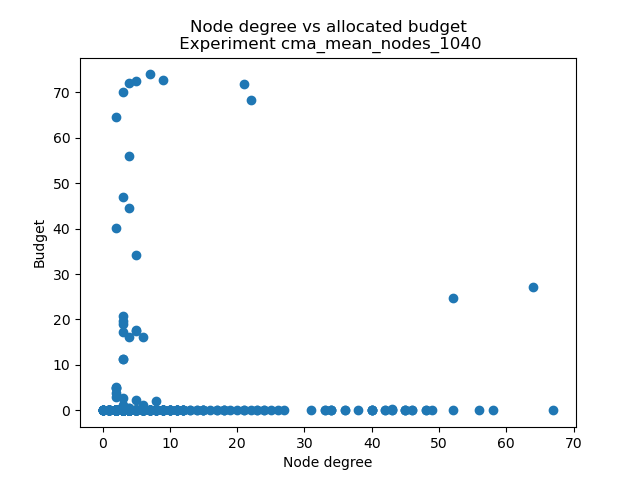 Node degree vs allocated budget
Experiment cma_mean_nodes_1040
70
60
50
40
30
20
10
0
Budget
0 10 20 30 40 50 60 70
Node degree